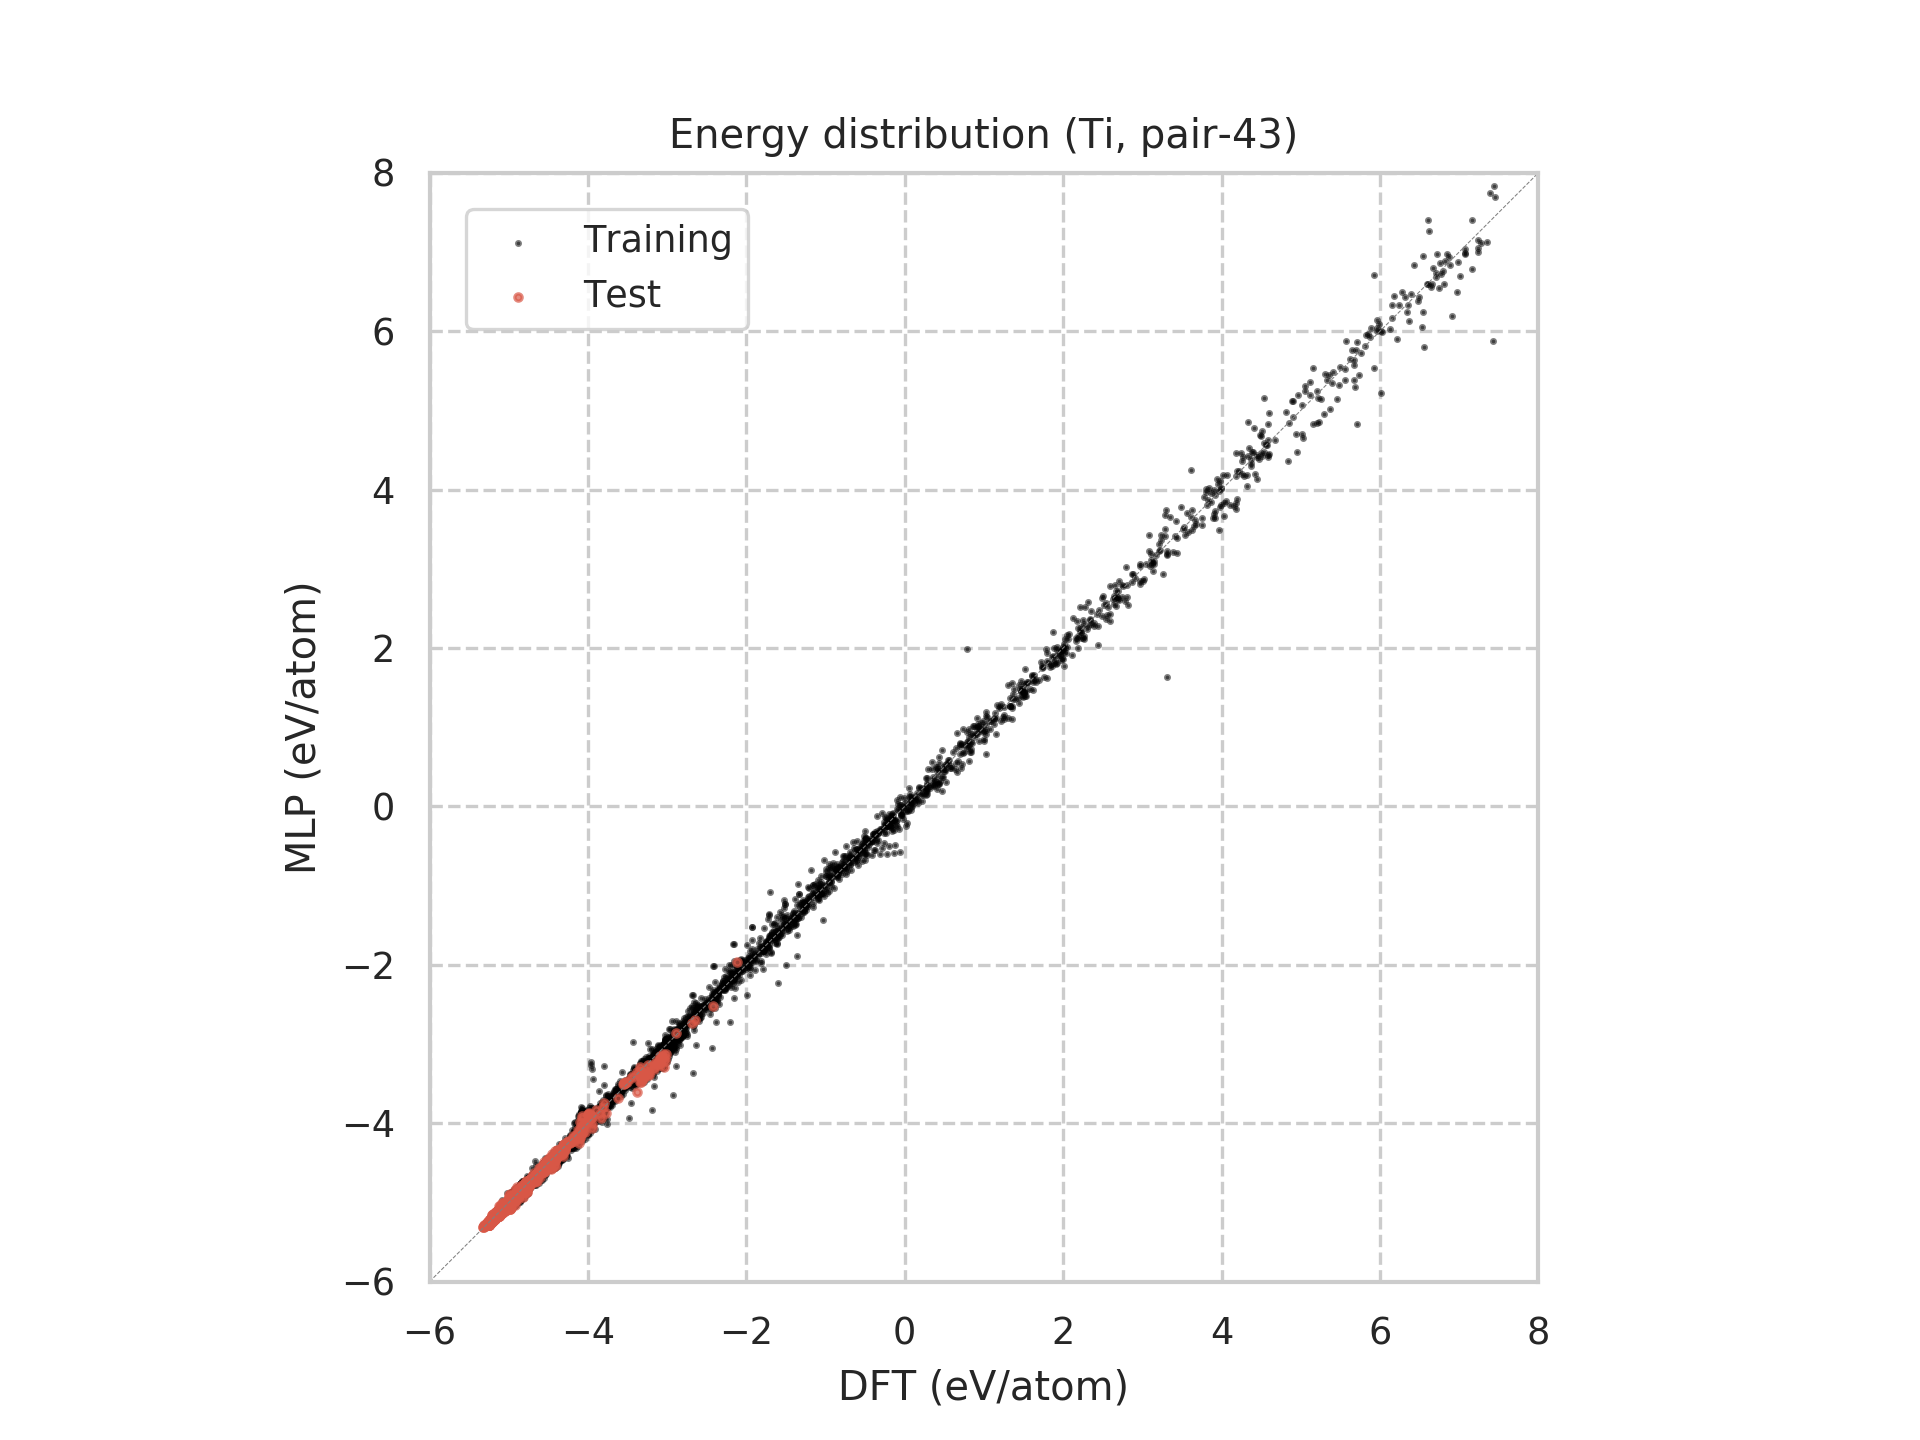 Energy distribution (Ti, pair-43)
Training
Test
8
6
4
2
0
−2
−4
−6
MLP (eV/atom)
−6 −4 −2 0 2 4 6 8
DFT (eV/atom)